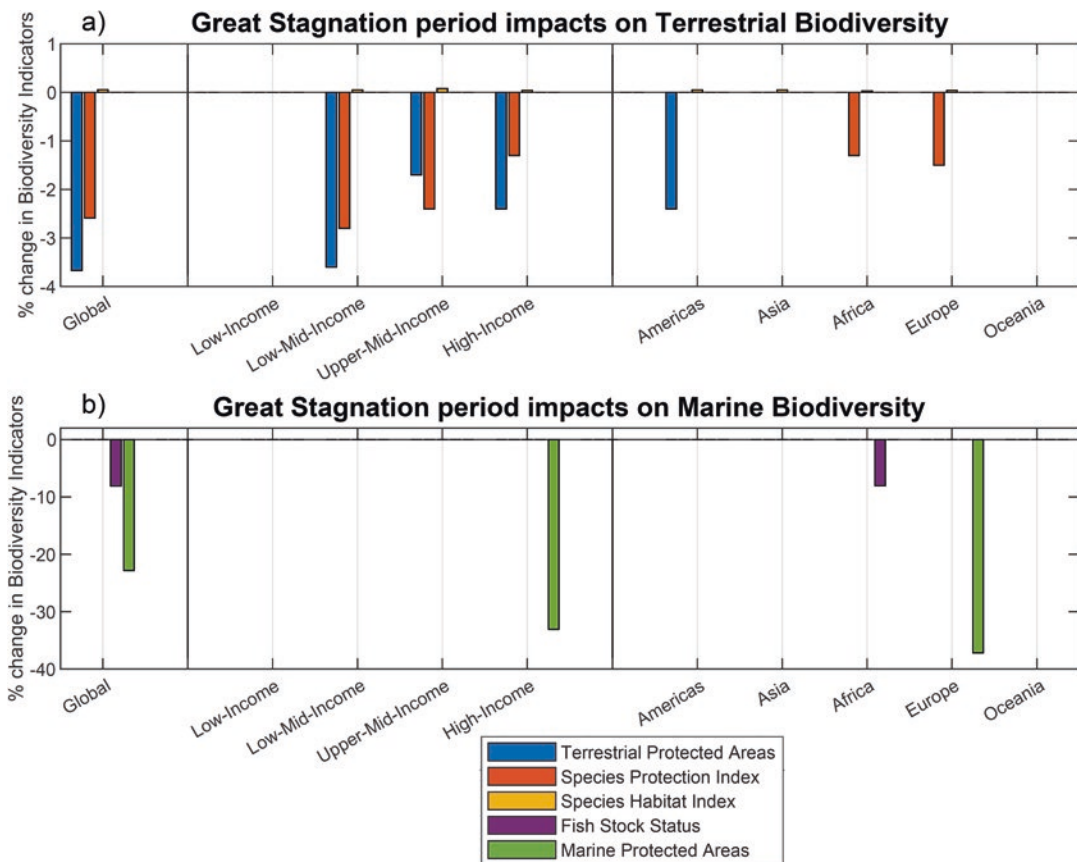 a) Great Stagnation period impacts on Terrestrial Biodiversity
% change in Biodiversity Indicators
1
0
-1
-2
-3
-4
Global
Low-Income
Low-Mid-Income
Upper-Mid-Income
High-Income
Americas
Asia
Africa
Europe
Oceania
b) Great Stagnation period impacts on Marine Biodiversity
% change in Biodiversity Indicators
0
-10
-20
-30
-40
Global
Low-Income
Low-Mid-Income
Upper-Mid-Income
High-Income
Americas
Asia
Africa
Europe
Oceania
Terrestrial Protected Areas
Species Protection Index
Species Habitat Index
Fish Stock Status
Marine Protected Areas